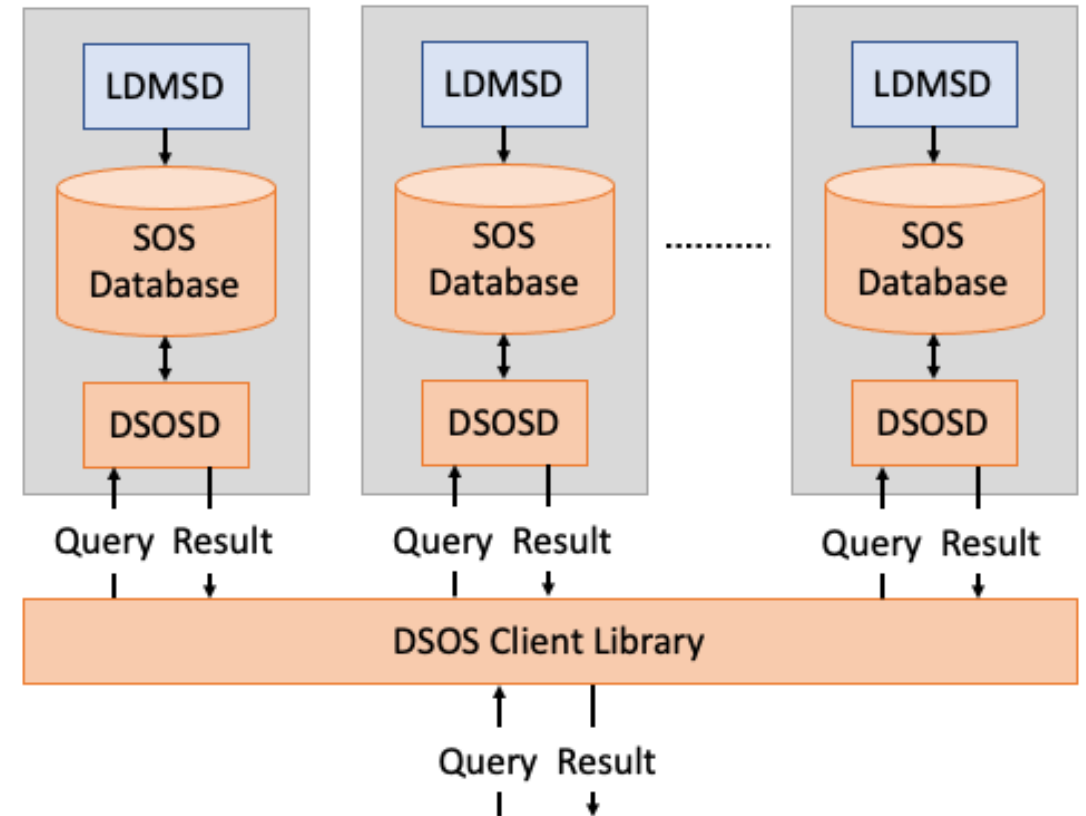 LDMSD
LDMSD
LDMSD
SOS
Database
SOS
Database
SOS
Database
DSOSD
DSOSD
DSOSD
Query Result
Query Result
Query Result
DSOS Client Library
Query Result